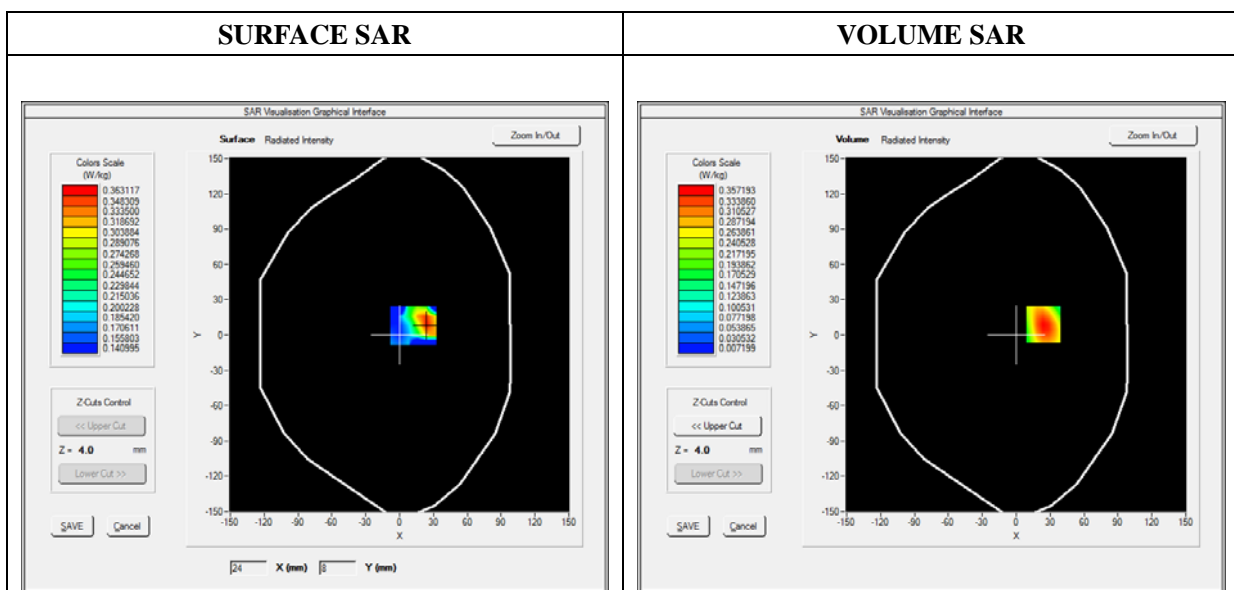 SURFACE SAR
VOLUME SAR
SAR Visualisation Graphical Interface
Surface Radiated Intensity
Zoom In/Out
Colors Scale
(W/kg)
0.363117
0.348309
0.333500
0.318692
0.303884
0.289076
0.274268
0.259460
0.244652
0.229844
0.215036
0.200228
0.185420
0.170611
0.155803
0.140995
Z-Cuts Control
<< Upper Cut
Z = 4.0 mm
Lower Cut >>
SAVE Cancel
150
120
90
60
30
0
-30
-60
-90
-120
-150
Y
-150 -120 -90 -60 -30 0 30 60 90 120 150
X
24 X (mm) 8 Y (mm)
SAR Visualisation Graphical Interface
Volume Radiated Intensity
Zoom In/Out
Colors Scale
(W/kg)
0.357193
0.333860
0.310527
0.287194
0.263861
0.240528
0.217195
0.193862
0.170529
0.147196
0.123863
0.100531
0.077198
0.053865
0.030532
0.007199
Z-Cuts Control
<< Upper Cut
Z = 4.0 mm
Lower Cut >>
SAVE Cancel
150
120
90
60
30
0
-30
-60
-90
-120
-150
Y
-150 -120 -90 -60 -30 0 30 60 90 120 150
X